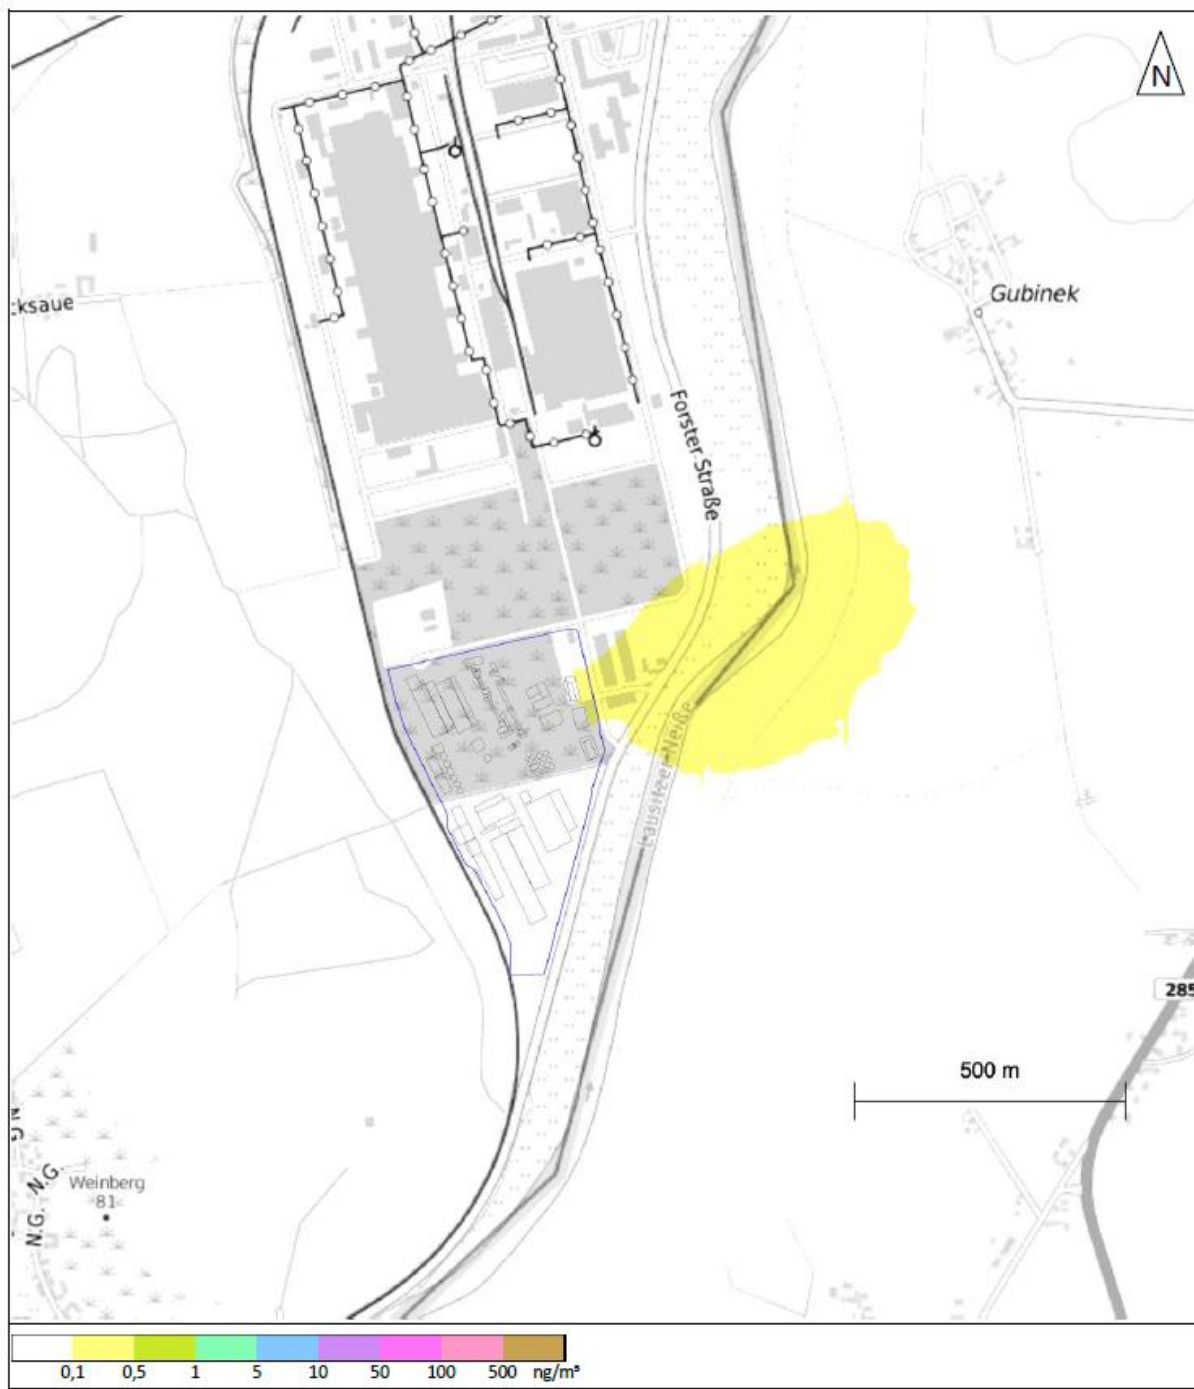 N
cksaue
Gubinek
Forster Straße
Lausitzer Neiße
285
500 m
N.G.
N.G.
Weinberg
81
0,1 0,5 1 5 10 50 100 500 ng/m³